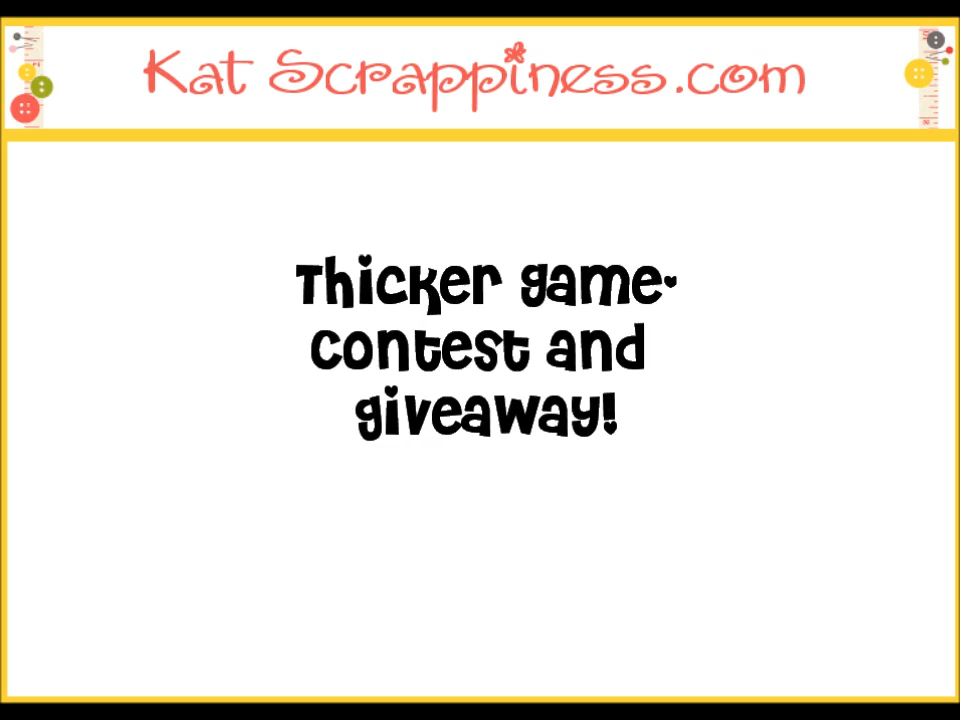 Kat Scrappiness.com
Thicker game-
contest and
giveaway!